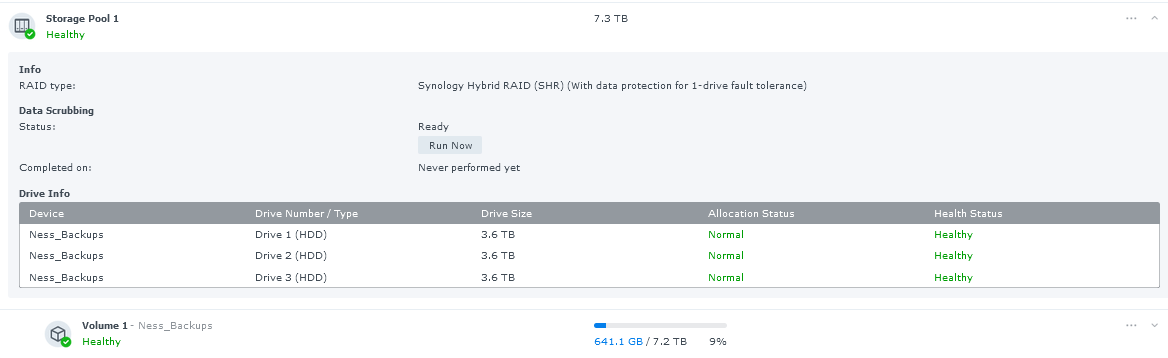 Storage Pool 1 7.3 TB
Healthy
Info
RAID type: Synology Hybrid RAID (SHR) (With data protection for 1-drive fault tolerance)
Data Scrubbing
Status: Ready
Run Now
Completed on: Never performed yet
Drive Info
Device Drive Number / Type Drive Size Allocation Status Health Status
Ness_Backups Drive 1 (HDD) 3.6 TB Normal Healthy
Ness_Backups Drive 2 (HDD) 3.6 TB Normal Healthy
Ness_Backups Drive 3 (HDD) 3.6 TB Normal Healthy
Volume 1 - Ness_Backups
Healthy 641.1 GB / 7.2 TB 9%